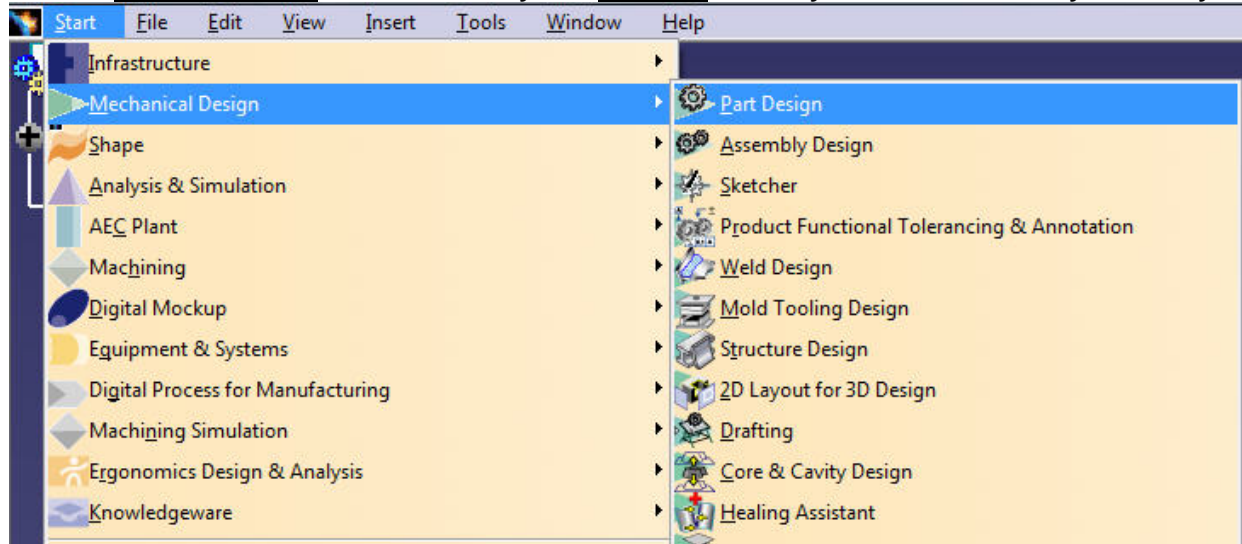 Start File Edit View Insert Tools Window Help
Infrastructure
Mechanical Design
Shape
Analysis & Simulation
AEC Plant
Machining
Digital Mockup
Equipment & Systems
Digital Process for Manufacturing
Machining Simulation
Ergonomics Design & Analysis
Knowledgeware
Part Design
Assembly Design
Sketcher
Product Functional Tolerancing & Annotation
Weld Design
Mold Tooling Design
Structure Design
2D Layout for 3D Design
Drafting
Core & Cavity Design
Healing Assistant